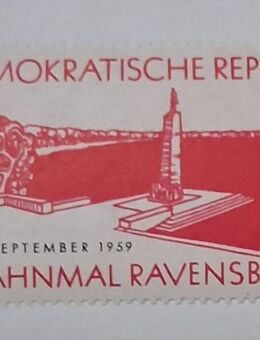 MOKRATISCHE REP
EPTEMBER 1959
AHNMAL RAVENSB